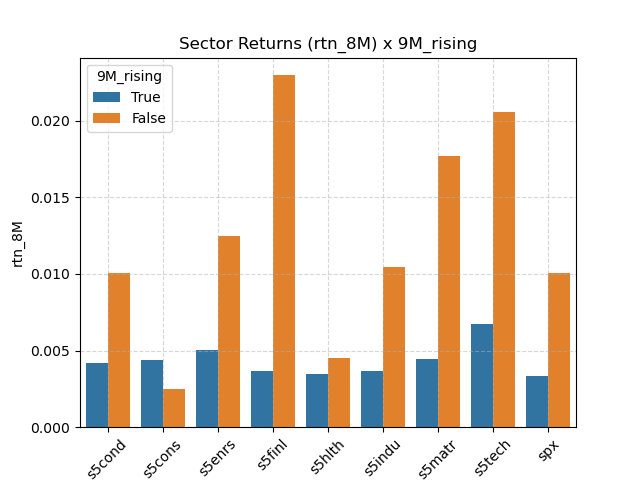 Sector Returns (rtn_8M) x 9M_rising
9M_rising
True
False
rtn_8M
0.020
0.015
0.010
0.005
0.000
s5cond
s5cons
s5enrs
s5finl
s5hlth
s5indu
s5matr
s5tech
spx